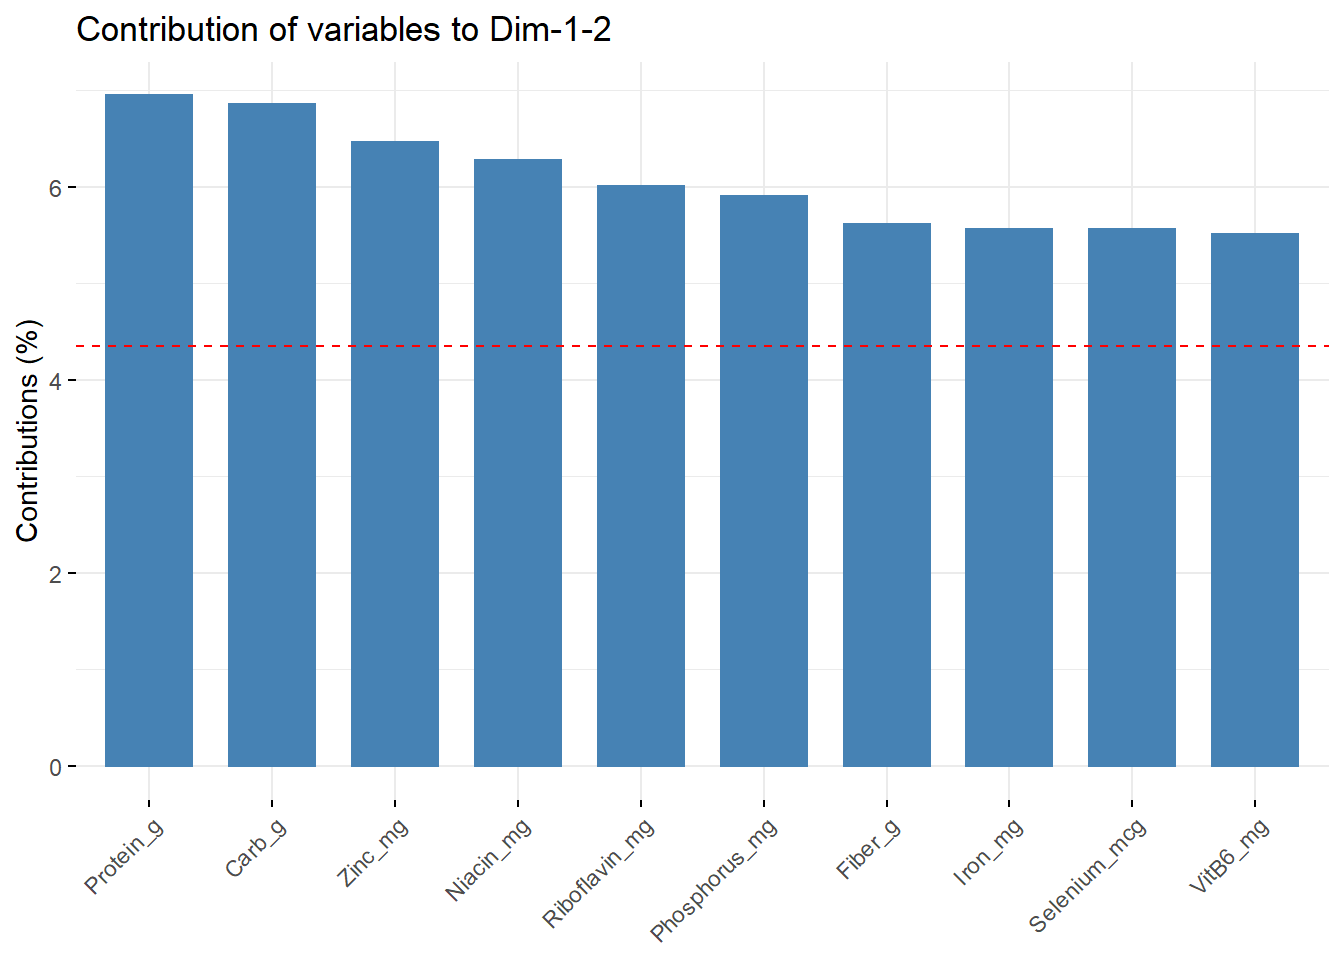 Contribution of variables to Dim-1-2
Contributions (%)
6
4
2
0
Protein_g
Carb_g
Zinc_mg
Niacin_mg
Riboflavin_mg
Phosphorus_mg
Fiber_g
Iron_mg
Selenium_mcg
VitB6_mg